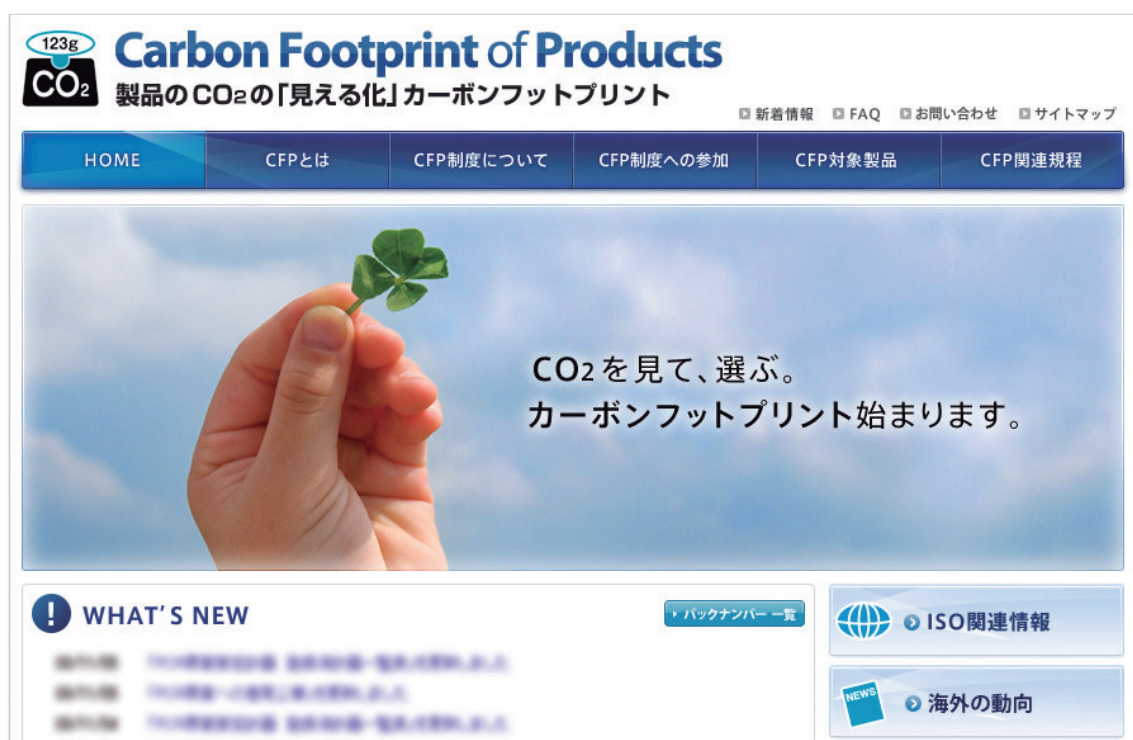 123g
CO₂
Carbon Footprint of Products
製品のCO₂の「見える化」カーボンフットプリント
新着情報 FAQ お問い合わせ サイトマップ
HOME CFPとは CFP制度について CFP制度への参加 CFP対象製品 CFP関連規程
CO₂を見て、選ぶ。
カーボンフットプリント始まります。
! WHAT'S NEW
バックナンバー 一覧
ISO関連情報
NEWS
海外の動向